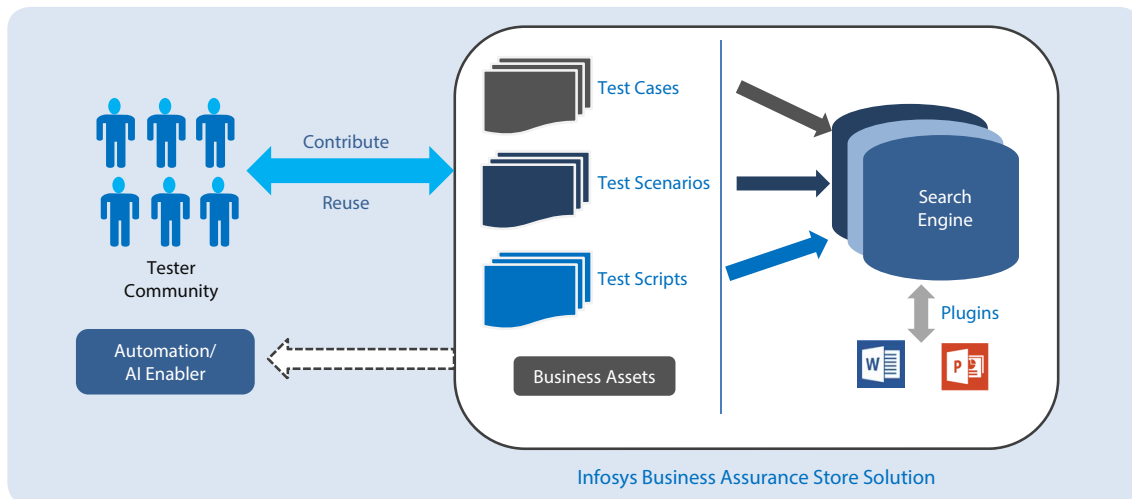 Contribute
Reuse
Tester
Community
Automation/
AI Enabler
Test Cases
Test Scenarios
Test Scripts
Business Assets
Search
Engine
Plugins
W
P
Infosys Business Assurance Store Solution